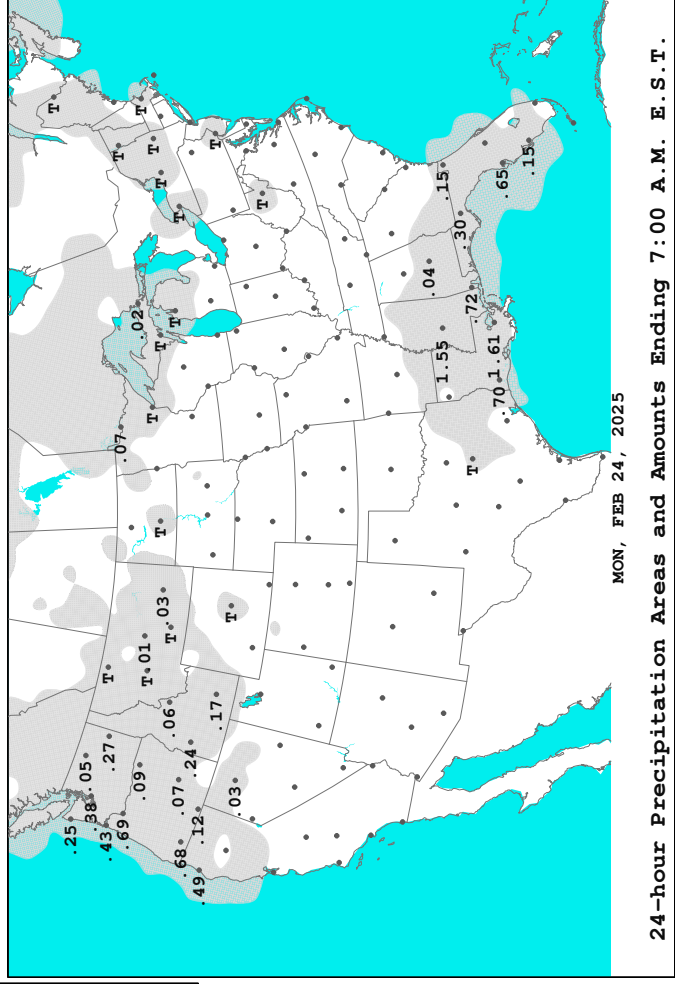 T
.25
.05
.38
.43
.27
T
T
.07
.69
.02
.09
T
.01
T
T
T
T
T
T
.03
.06
T
T
.07
T
.68
.24
.12
.49
T
.17
T
.03
T
.04
.15
1.55
.30
.72
T
1.61
.70
.65
.15
MON, FEB 24, 2025
24-hour Precipitation Areas and Amounts Ending 7:00 A.M. E.S.T.